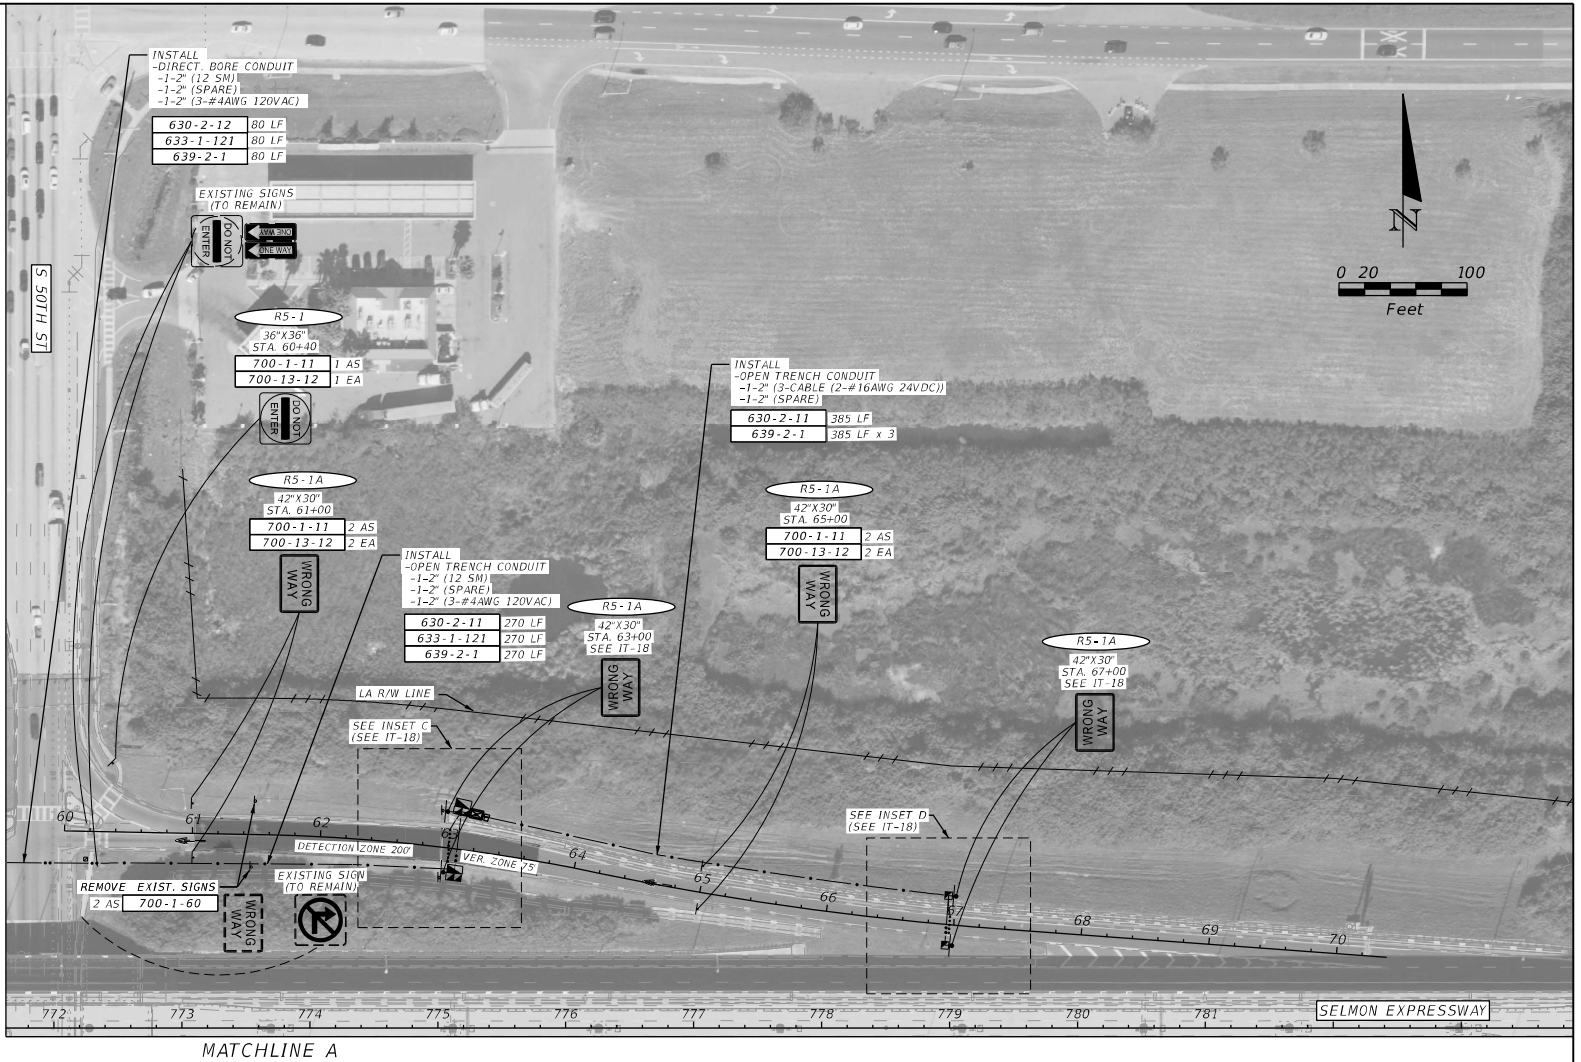 INSTALL
-DIRECT. BORE CONDUIT
-1-2" (12 SM)
-1-2" (SPARE)
-1-2" (3-#4AWG 120VAC)
630-2-12 80 LF
633-1-121 80 LF
639-2-1 80 LF
EXISTING SIGNS
(TO REMAIN)
DO NOT
ENTER
ONE WAY
ONE WAY
S 50TH ST
R5-1
36"X36"
STA. 60+40
700-1-11 1 AS
700-13-12 1 EA
DO NOT
ENTER
R5-1A
42"X30"
STA. 61+00
700-1-11 2 AS
700-13-12 2 EA
WRONG
WAY
INSTALL
-OPEN TRENCH CONDUIT
-1-2" (12 SM)
-1-2" (SPARE)
-1-2" (3-#4AWG 120VAC)
630-2-11 270 LF
633-1-121 270 LF
639-2-1 270 LF
R5-1A
42"X30"
STA. 63+00
SEE IT-18
WRONG
WAY
INSTALL
-OPEN TRENCH CONDUIT
-1-2" (3-CABLE (2-#16AWG 24VDC))
-1-2" (SPARE)
630-2-11 385 LF
639-2-1 385 LF x 3
R5-1A
42"X30"
STA. 65+00
700-1-11 2 AS
700-13-12 2 EA
WRONG
WAY
R5-1A
42"X30"
STA. 67+00
SEE IT-18
WRONG
WAY
N
0 20 100
Feet
LA R/W LINE
SEE INSET C
(SEE IT-18)
SEE INSET D
(SEE IT-18)
60 61 62 63 64 65 66 67 68 69 70
DETECTION ZONE 200'
VER. ZONE 75'
REMOVE EXIST. SIGNS
2 AS 700-1-60
WRONG
WAY
EXISTING SIGN
(TO REMAIN)
772 773 774 775 776 777 778 779 780 781
SELMON EXPRESSWAY
MATCHLINE A